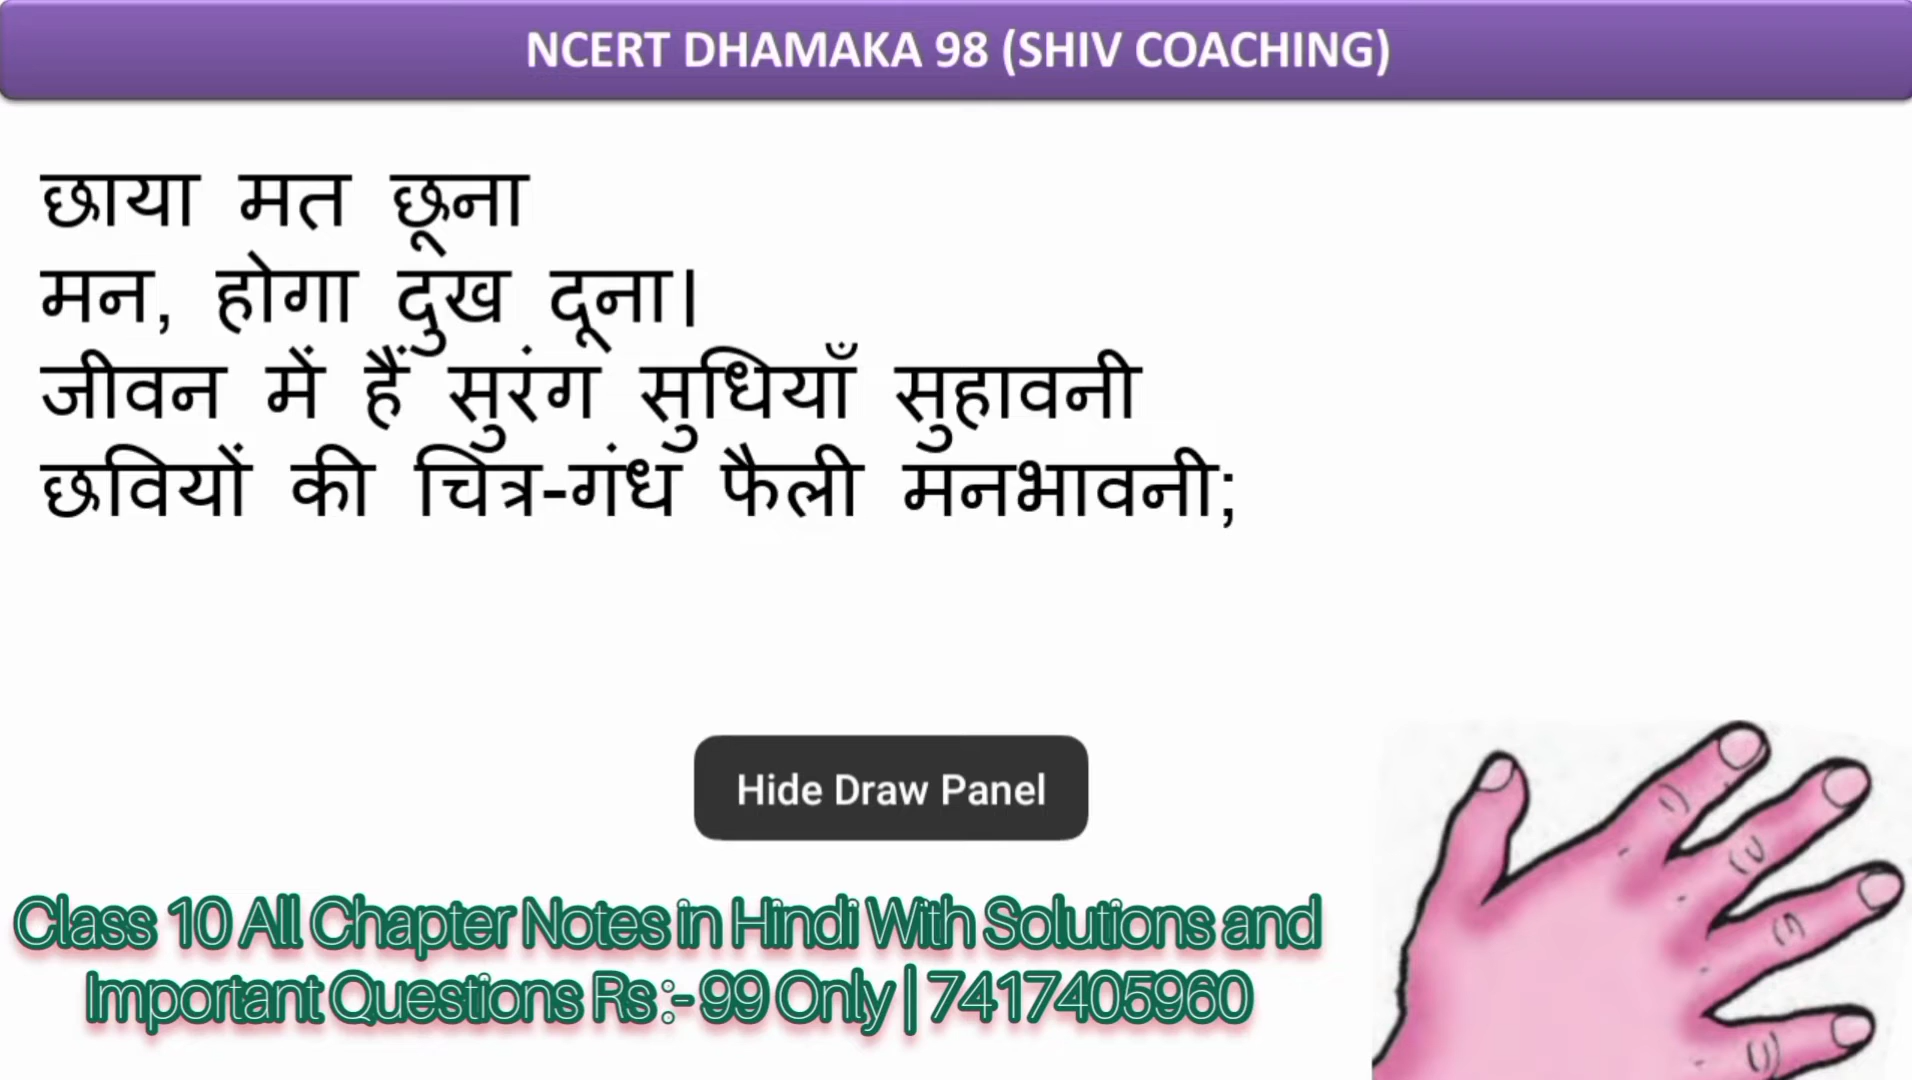 NCERT DHAMAKA 98 (SHIV COACHING)
छाया मत छूना
मन, होगा दुख दूना।
जीवन में हैं सुरंग सुधियाँ सुहावनी
छवियों की चित्र-गंध फैली मनभावनी;
Hide Draw Panel
Class 10 All Chapter Notes in Hindi With Solutions and
Important Questions Rs :- 99 Only | 7417405960